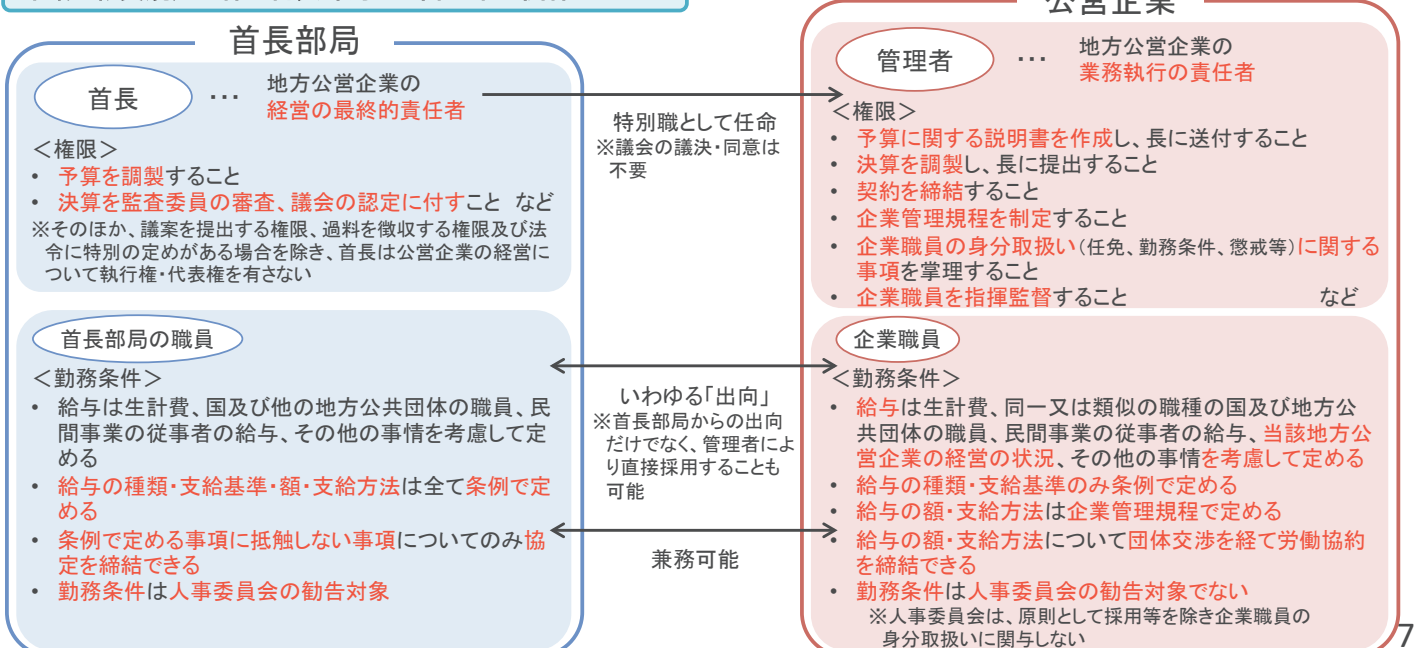 首長部局
首長
… 地方公営企業の
経営の最終的責任者
＜権限＞
• 予算を調製すること
• 決算を監査委員の審査、議会の認定に付すこと など
※そのほか、議案を提出する権限、過料を徴収する権限及び法
令に特別の定めがある場合を除き、首長は公営企業の経営に
ついて執行権・代表権を有さない
首長部局の職員
＜勤務条件＞
• 給与は生計費、国及び他の地方公共団体の職員、民
間事業の従事者の給与、その他の事情を考慮して定
める
• 給与の種類・支給基準・額・支給方法は全て条例で定
める
• 条例で定める事項に抵触しない事項についてのみ協
定を締結できる
• 勤務条件は人事委員会の勧告対象
特別職として任命
※議会の議決・同意は
不要
いわゆる「出向」
※首長部局からの出向
だけでなく、管理者によ
り直接採用することも
可能
兼務可能
公営企業
管理者
… 地方公営企業の
業務執行の責任者
＜権限＞
• 予算に関する説明書を作成し、長に送付すること
• 決算を調製し、長に提出すること
• 契約を締結すること
• 企業管理規程を制定すること
• 企業職員の身分取扱い（任免、勤務条件、懲戒等）に関する
事項を掌理すること
• 企業職員を指揮監督すること など
企業職員
＜勤務条件＞
• 給与は生計費、同一又は類似の職種の国及び地方公
共団体の職員、民間事業の従事者の給与、当該地方公
営企業の経営の状況、その他の事情を考慮して定める
• 給与の種類・支給基準のみ条例で定める
• 給与の額・支給方法は企業管理規程で定める
• 給与の額・支給方法について団体交渉を経て労働協約
を締結できる
• 勤務条件は人事委員会の勧告対象でない
※人事委員会は、原則として採用等を除き企業職員の
身分取扱いに関与しない
7